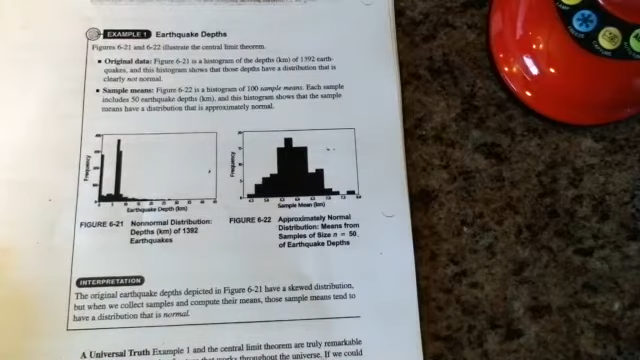 EXAMPLE 1 Earthquake Depths
Figures 6-21 and 6-22 illustrate the central limit theorem.
• Original data: Figure 6-21 is a histogram of the depths (km) of 1392 earth-
quakes, and this histogram shows that those depths have a distribution that is
clearly not normal.
• Sample means: Figure 6-22 is a histogram of 100 sample means. Each sample
includes 50 earthquake depths (km), and this histogram shows that the sample
means have a distribution that is approximately normal.
Frequency
Earthquake Depth (km)
Frequency
Sample Mean (km)
FIGURE 6-21 Nonnormal Distribution:
Depths (km) of 1392
Earthquakes
FIGURE 6-22 Approximately Normal
Distribution: Means from
Samples of Size n = 50
of Earthquake Depths
INTERPRETATION
The original earthquake depths depicted in Figure 6-21 have a skewed distribution,
but when we collect samples and compute their means, those sample means tend to
have a distribution that is normal.
A Universal Truth Example 1 and the central limit theorem are truly remarkable
that works throughout the universe. If we could